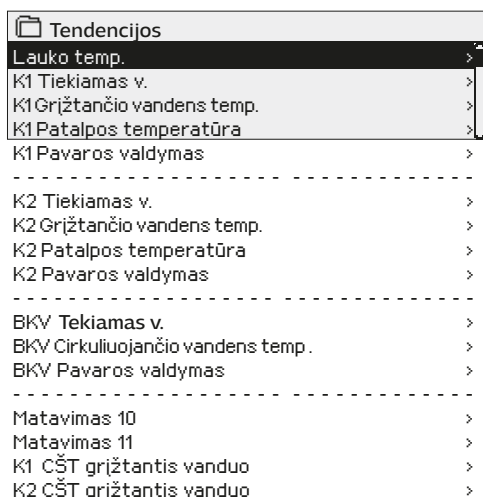 Tendencijos
Lauko temp. >
K1 Tiekiamas v. >
K1 Grįžtančio vandens temp. >
K1 Patalpos temperatūra >
K1 Pavaros valdymas >
K2 Tiekiamas v. >
K2 Grįžtančio vandens temp. >
K2 Patalpos temperatūra >
K2 Pavaros valdymas >
BKV Tekiamas v. >
BKV Cirkuliuojančio vandens temp. >
BKV Pavaros valdymas >
Matavimas 10 >
Matavimas 11 >
K1 CŠT grįžtantis vanduo >
K2 CŠT grįžtantis vanduo >